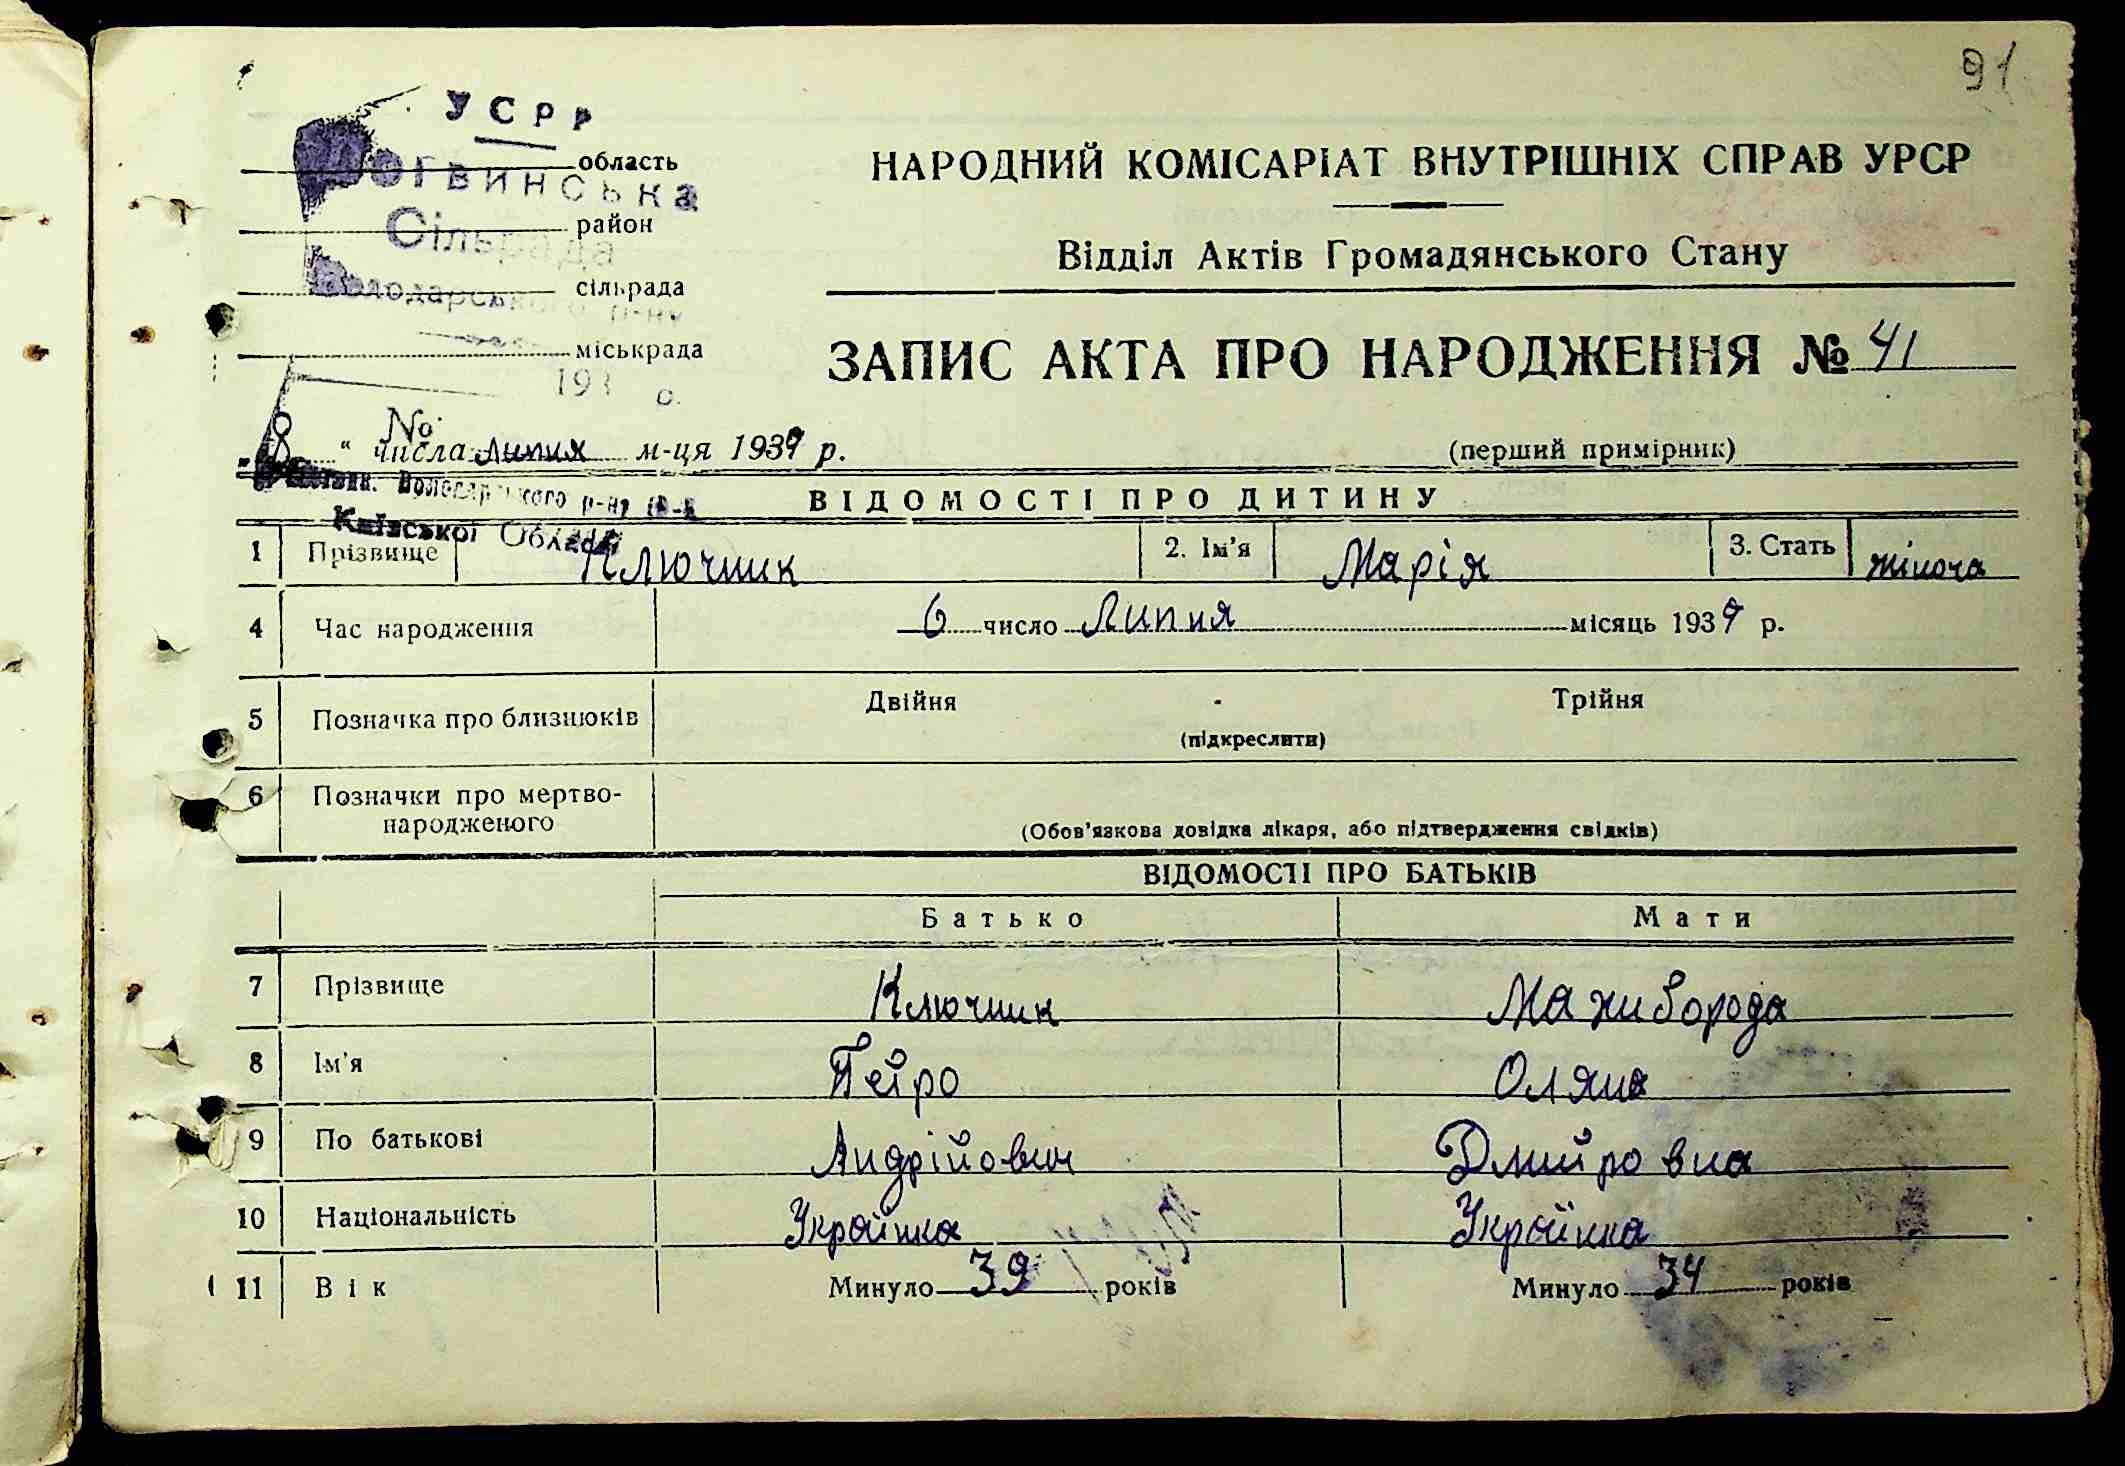 91
УСРР
Логвинська
Сільрада
Володарського р-ну
область
район
сільрада
міськрада
193 о.
No
НАРОДНИЙ КОМІСАРІАТ ВНУТРІШНІХ СПРАВ УРСР
Відділ Актів Громадянського Стану
ЗАПИС АКТА ПРО НАРОДЖЕННЯ № 41
8 " числа липня м-ця 1939 р.
(перший примірник)
Володарського р-ну
Київської Області
ВІДОМОСТІ ПРО ДИТИНУ
1 Прізвище Ключник 2. Ім'я Марія 3. Стать жіноча
4 Час народження 6 число Липня місяць 1939 р.
5 Позначка про близнюків Двійня - Трійня
(підкреслити)
6 Позначки про мертво-
народженого
(Обов'язкова довідка лікаря, або підтвердження свідків)
ВІДОМОСТІ ПРО БАТЬКІВ
Батько Мати
7 Прізвище Ключник Маживорода
8 Ім'я Петро Оляна
9 По батькові Андрійович Дмитровна
10 Національність Українка Українка
11 Вік Минуло 39 років Минуло 34 років